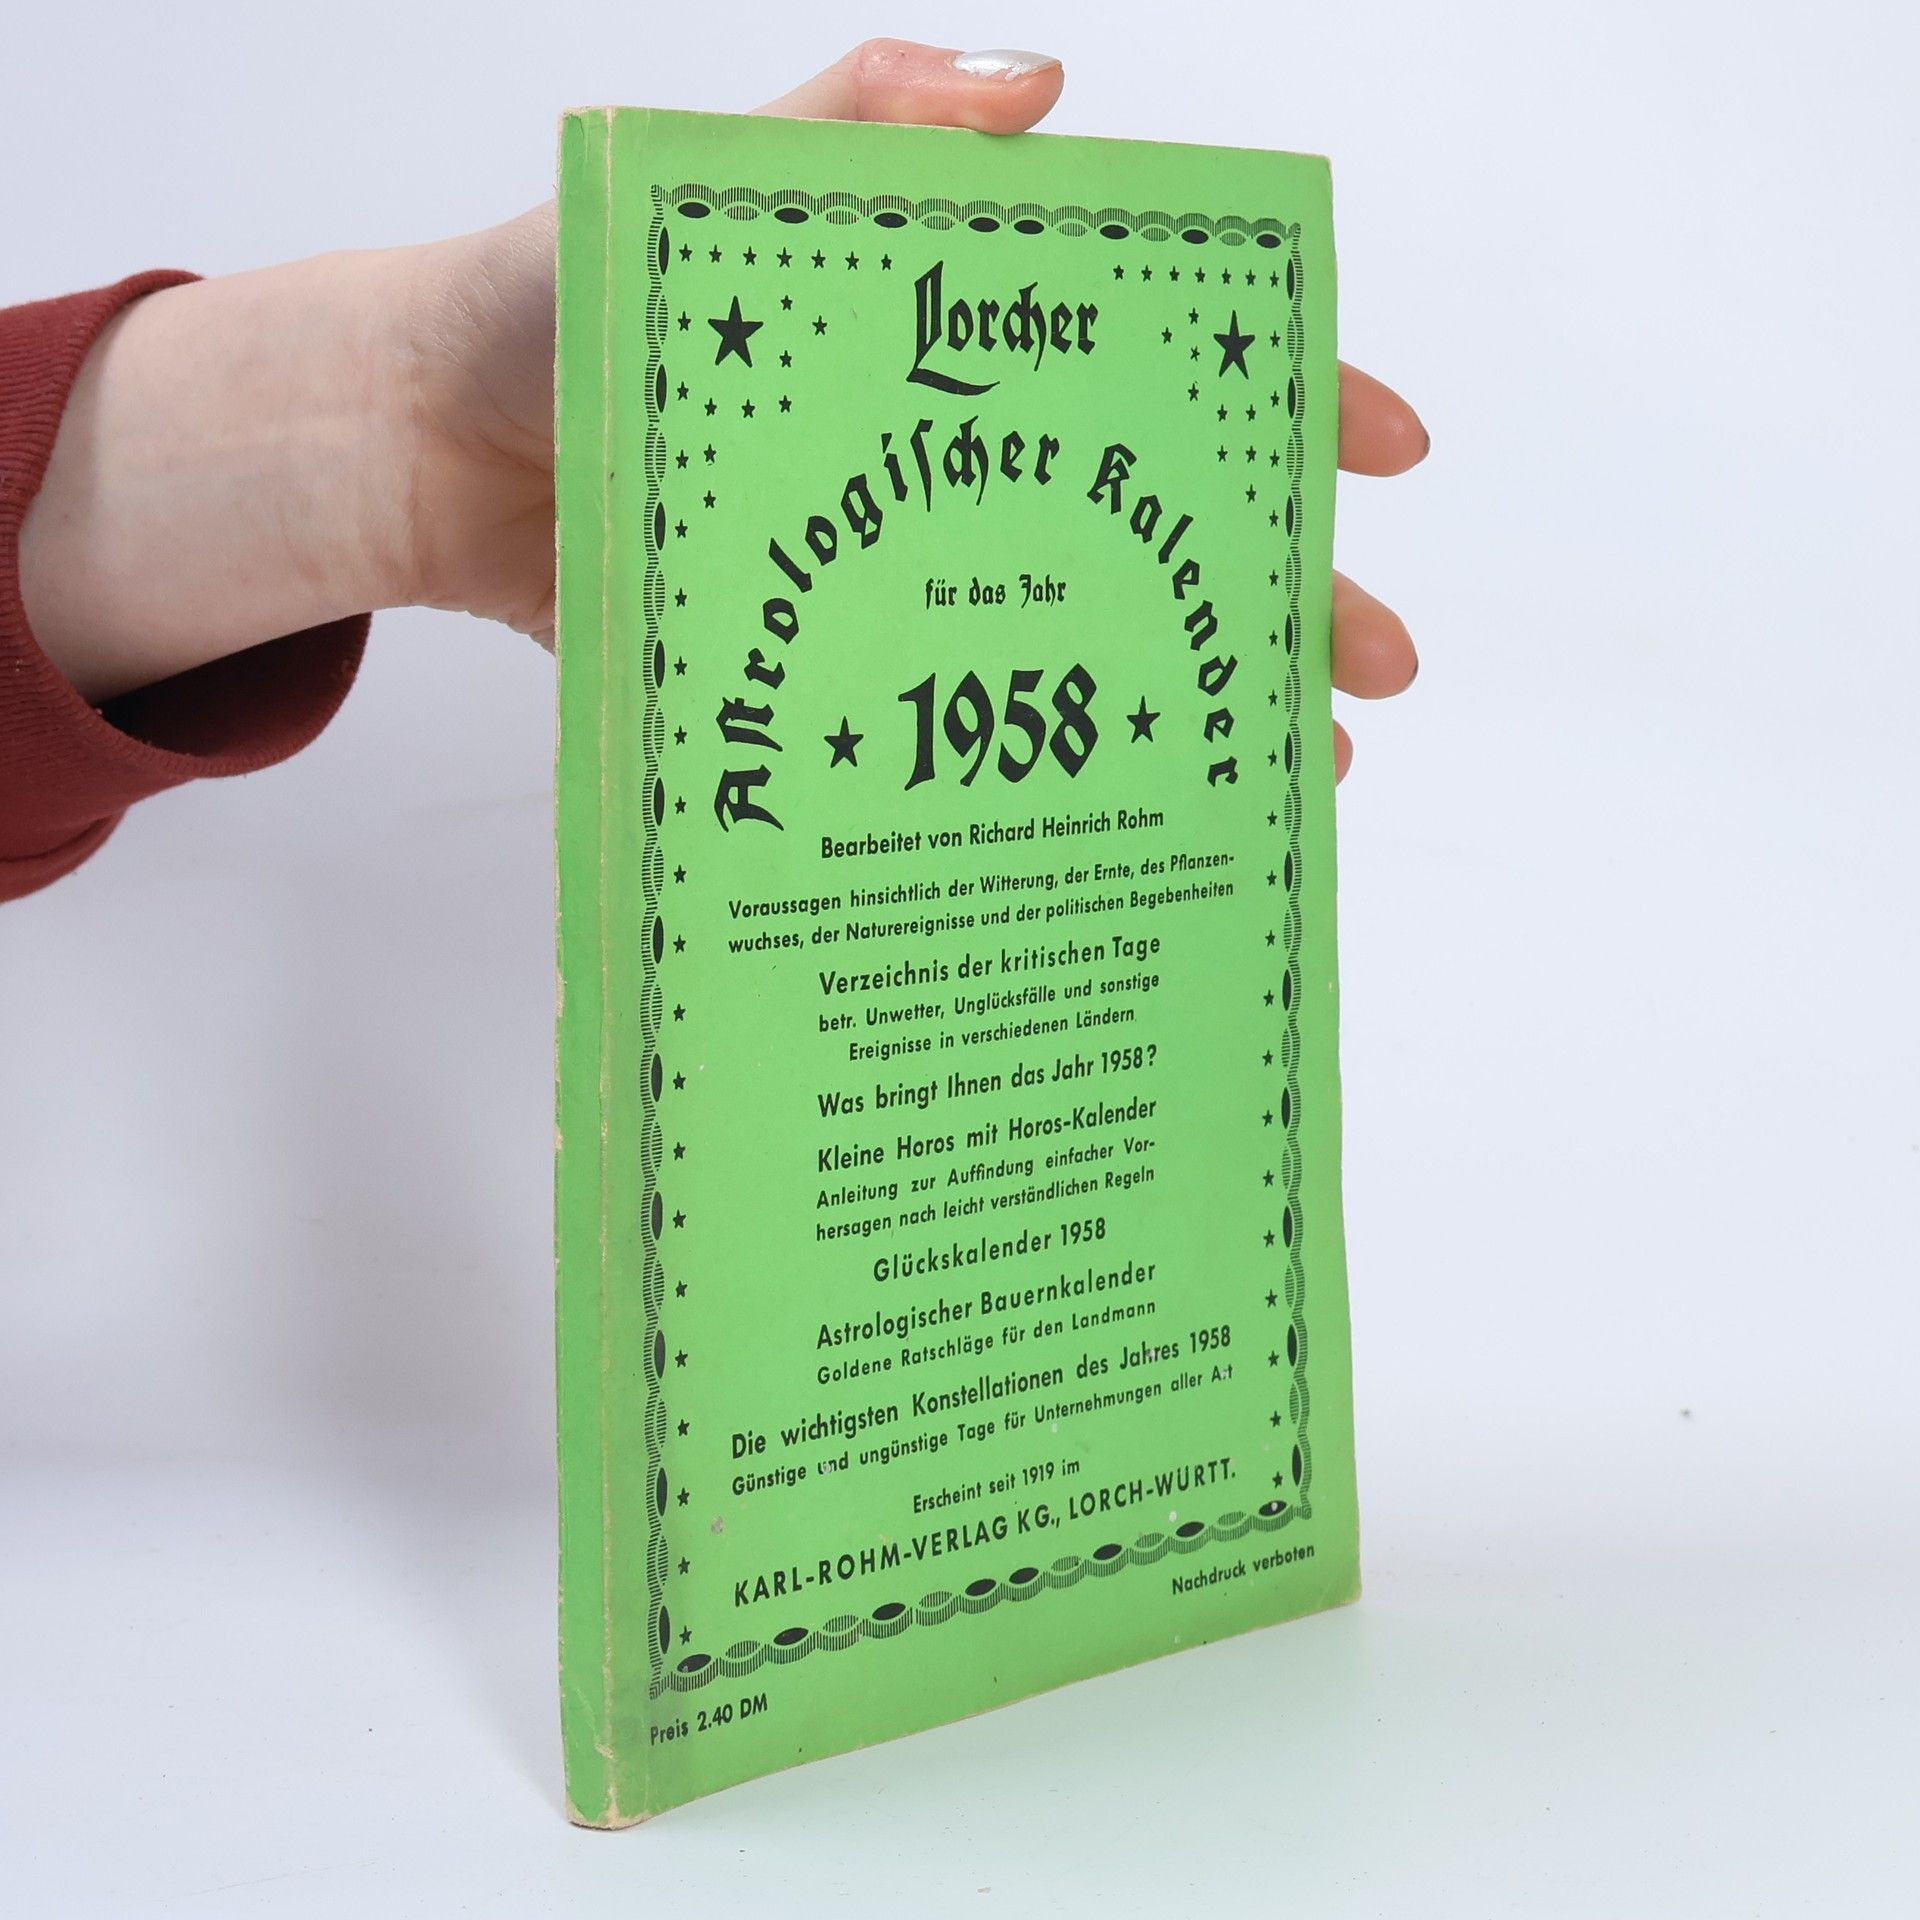 Lorcher
Astrologischer Kalender
für das Jahr
1958
Bearbeitet von Richard Heinrich Rohm
Voraussagen hinsichtlich der Witterung, der Ernte, des Pflanzen-
wuchses, der Naturereignisse und der politischen Begebenheiten
Verzeichnis der kritischen Tage
betr. Unwetter, Unglücksfälle und sonstige
Ereignisse in verschiedenen Ländern
Was bringt Ihnen das Jahr 1958?
Kleine Horos mit Horos-Kalender
Anleitung zur Auffindung einfacher Vor-
hersagen nach leicht verständlichen Regeln
Glückskalender 1958
Astrologischer Bauernkalender
Goldene Ratschläge für den Landmann
Die wichtigsten Konstellationen des Jahres 1958
Günstige und ungünstige Tage für Unternehmungen aller Art
Erscheint seit 1919 im
KARL-ROHM-VERLAG KG., LORCH-WÜRTT.
Nachdruck verboten
Preis 2.40 DM